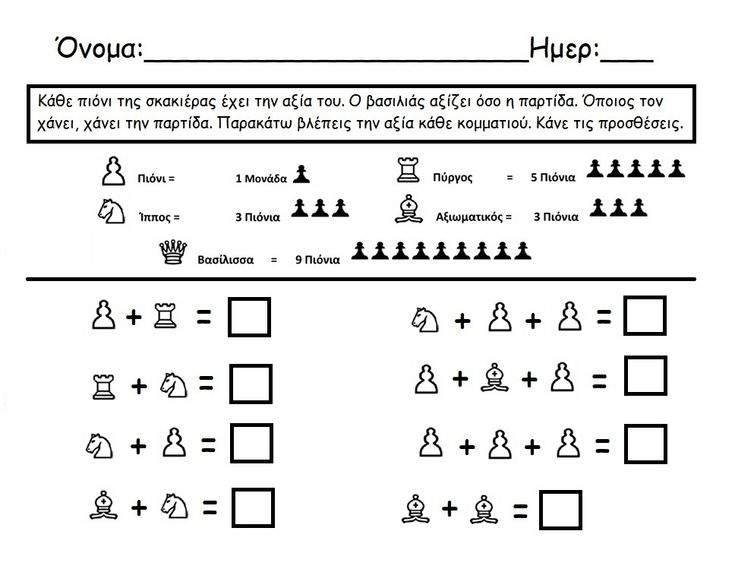 Όνομα:__________________________Ημερ:____
Κάθε πιόνι της σκακιέρας έχει την αξία του. Ο βασιλιάς αξίζει όσο η παρτίδα. Όποιος τον
χάνει, χάνει την παρτίδα. Παρακάτω βλέπεις την αξία κάθε κομματιού. Κάνε τις προσθέσεις.
Πιόνι = 1 Μονάδα
Πύργος = 5 Πιόνια
Ίππος = 3 Πιόνια
Αξιωματικός = 3 Πιόνια
Βασίλισσα = 9 Πιόνια
+ =
+ + =
+ =
+ + =
+ =
+ + =
+ =
+ =